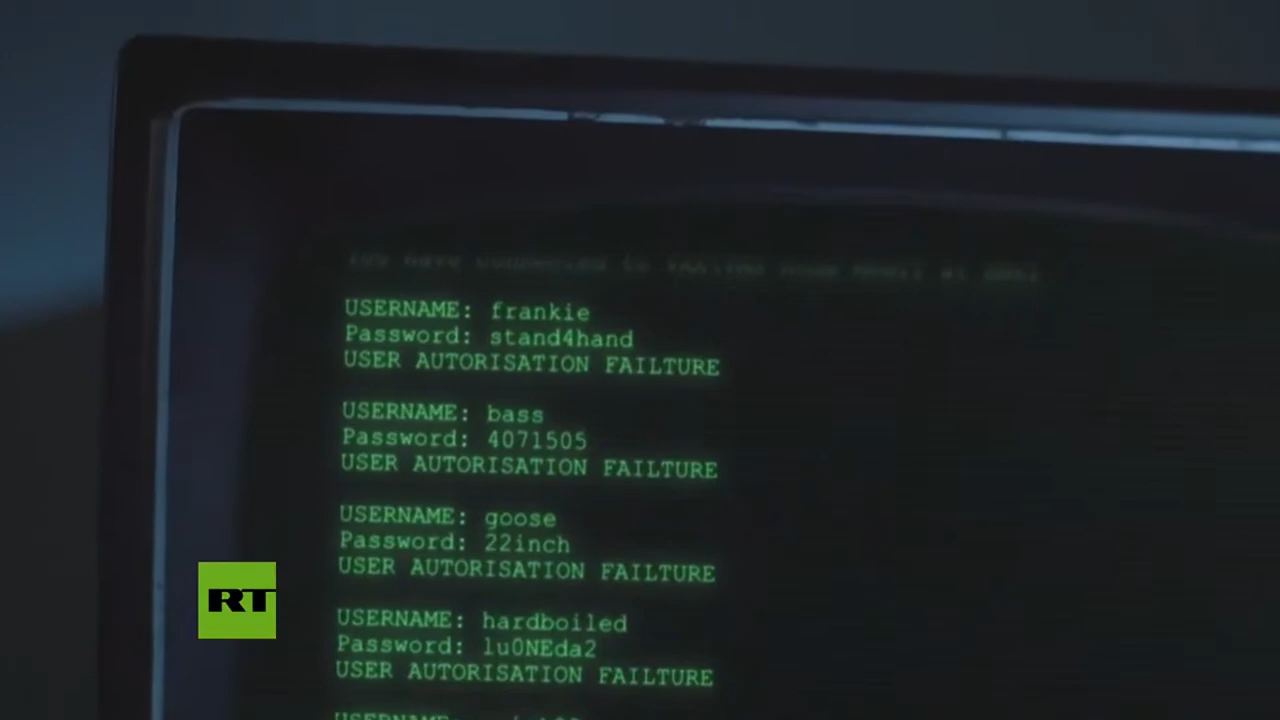 USERNAME: frankie
Password: stand4hand
USER AUTORISATION FAILTURE
USERNAME: bass
Password: 4071505
USER AUTORISATION FAILTURE
USERNAME: goose
Password: 22inch
USER AUTORISATION FAILTURE
USERNAME: hardboiled
Password: lu0NEda2
USER AUTORISATION FAILTURE
USERNAME:
RT